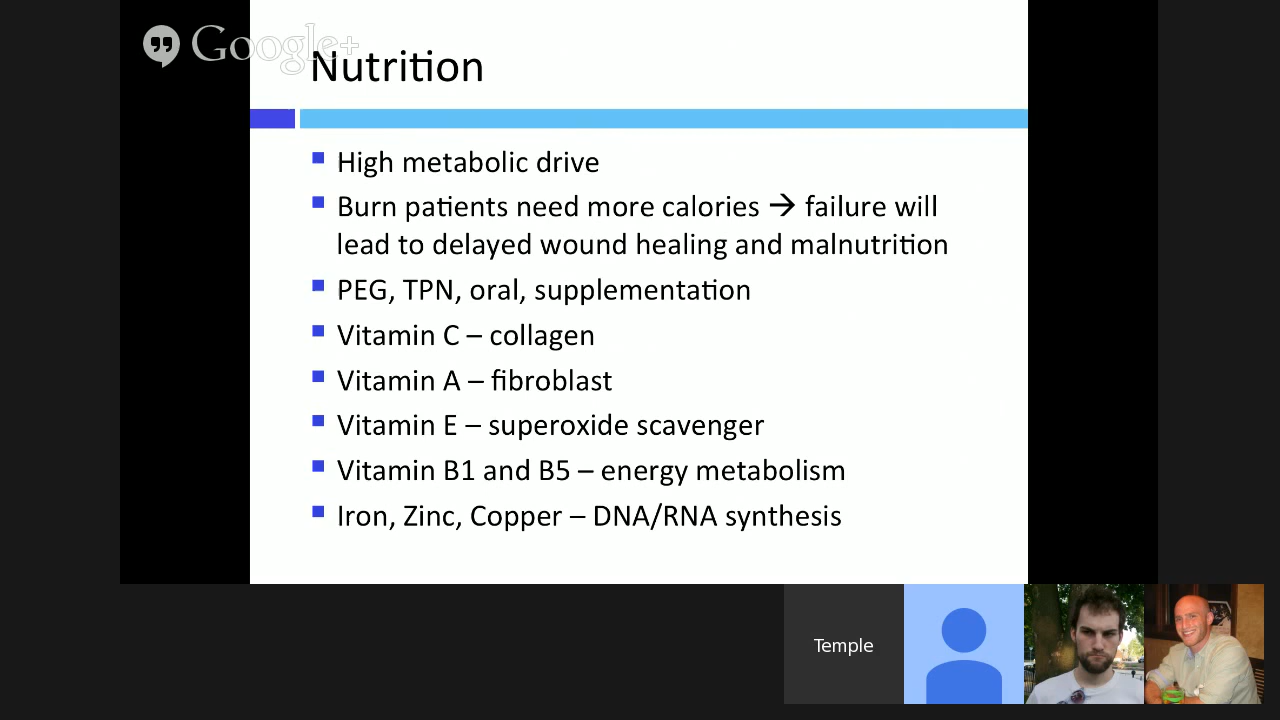 Google+
Nutrition
High metabolic drive
Burn patients need more calories → failure will
lead to delayed wound healing and malnutrition
PEG, TPN, oral, supplementation
Vitamin C – collagen
Vitamin A – fibroblast
Vitamin E – superoxide scavenger
Vitamin B1 and B5 – energy metabolism
Iron, Zinc, Copper – DNA/RNA synthesis
Temple